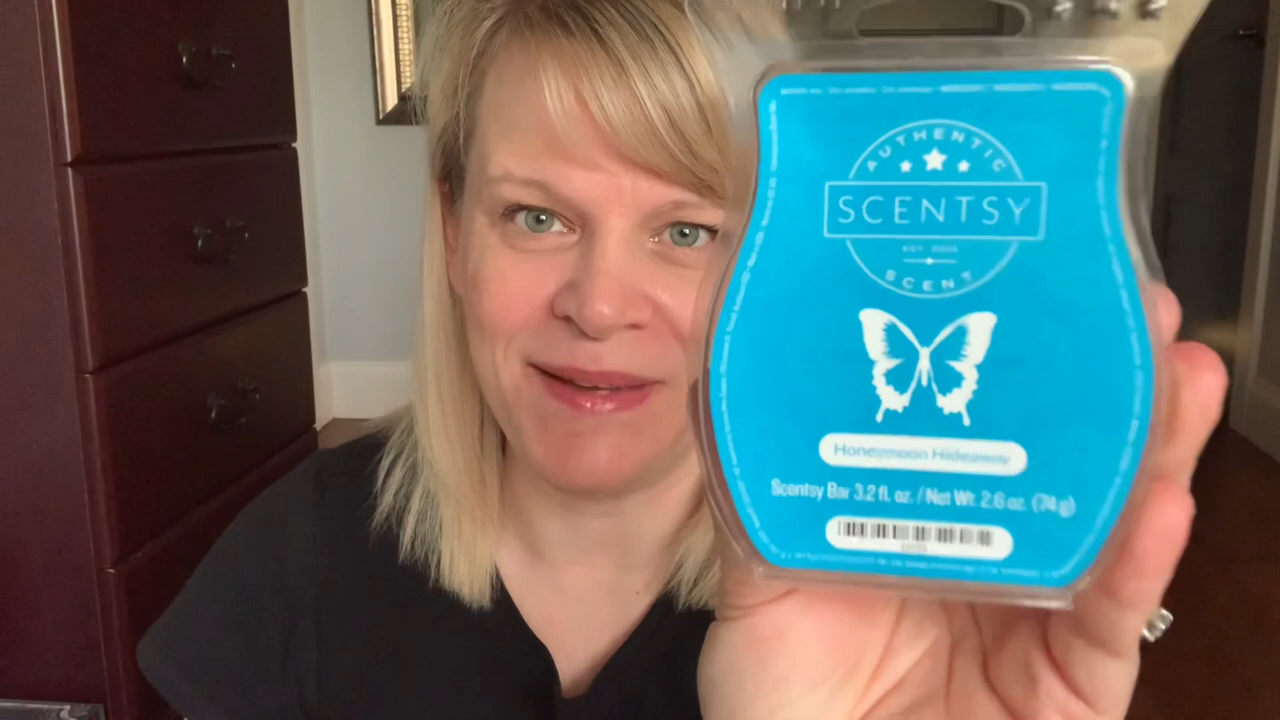 AUTHENTIC
SCENTSY
EST. 2004
SCENT
Honeymoon Hideaway
Scentsy Bar 3.2 fl. oz. / Net Wt. 2.6 oz. (74 g)